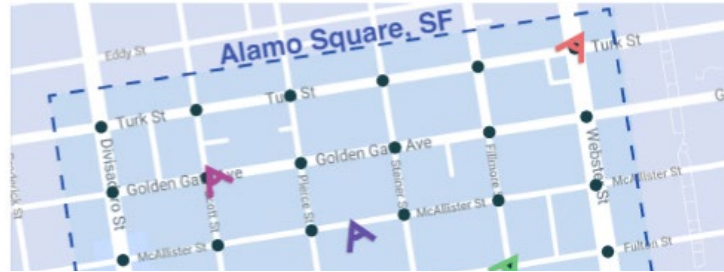 Alamo Square, SF
Eddy St
Turk St
Turk St
Turk St
Golden Gate Ave
Golden Gate Ave
G
Divisadero St
Pierce St
Steiner St
Fillmore S
Webster St
McAllister St
McAllister St
McAllister St
Fulton St
ott St